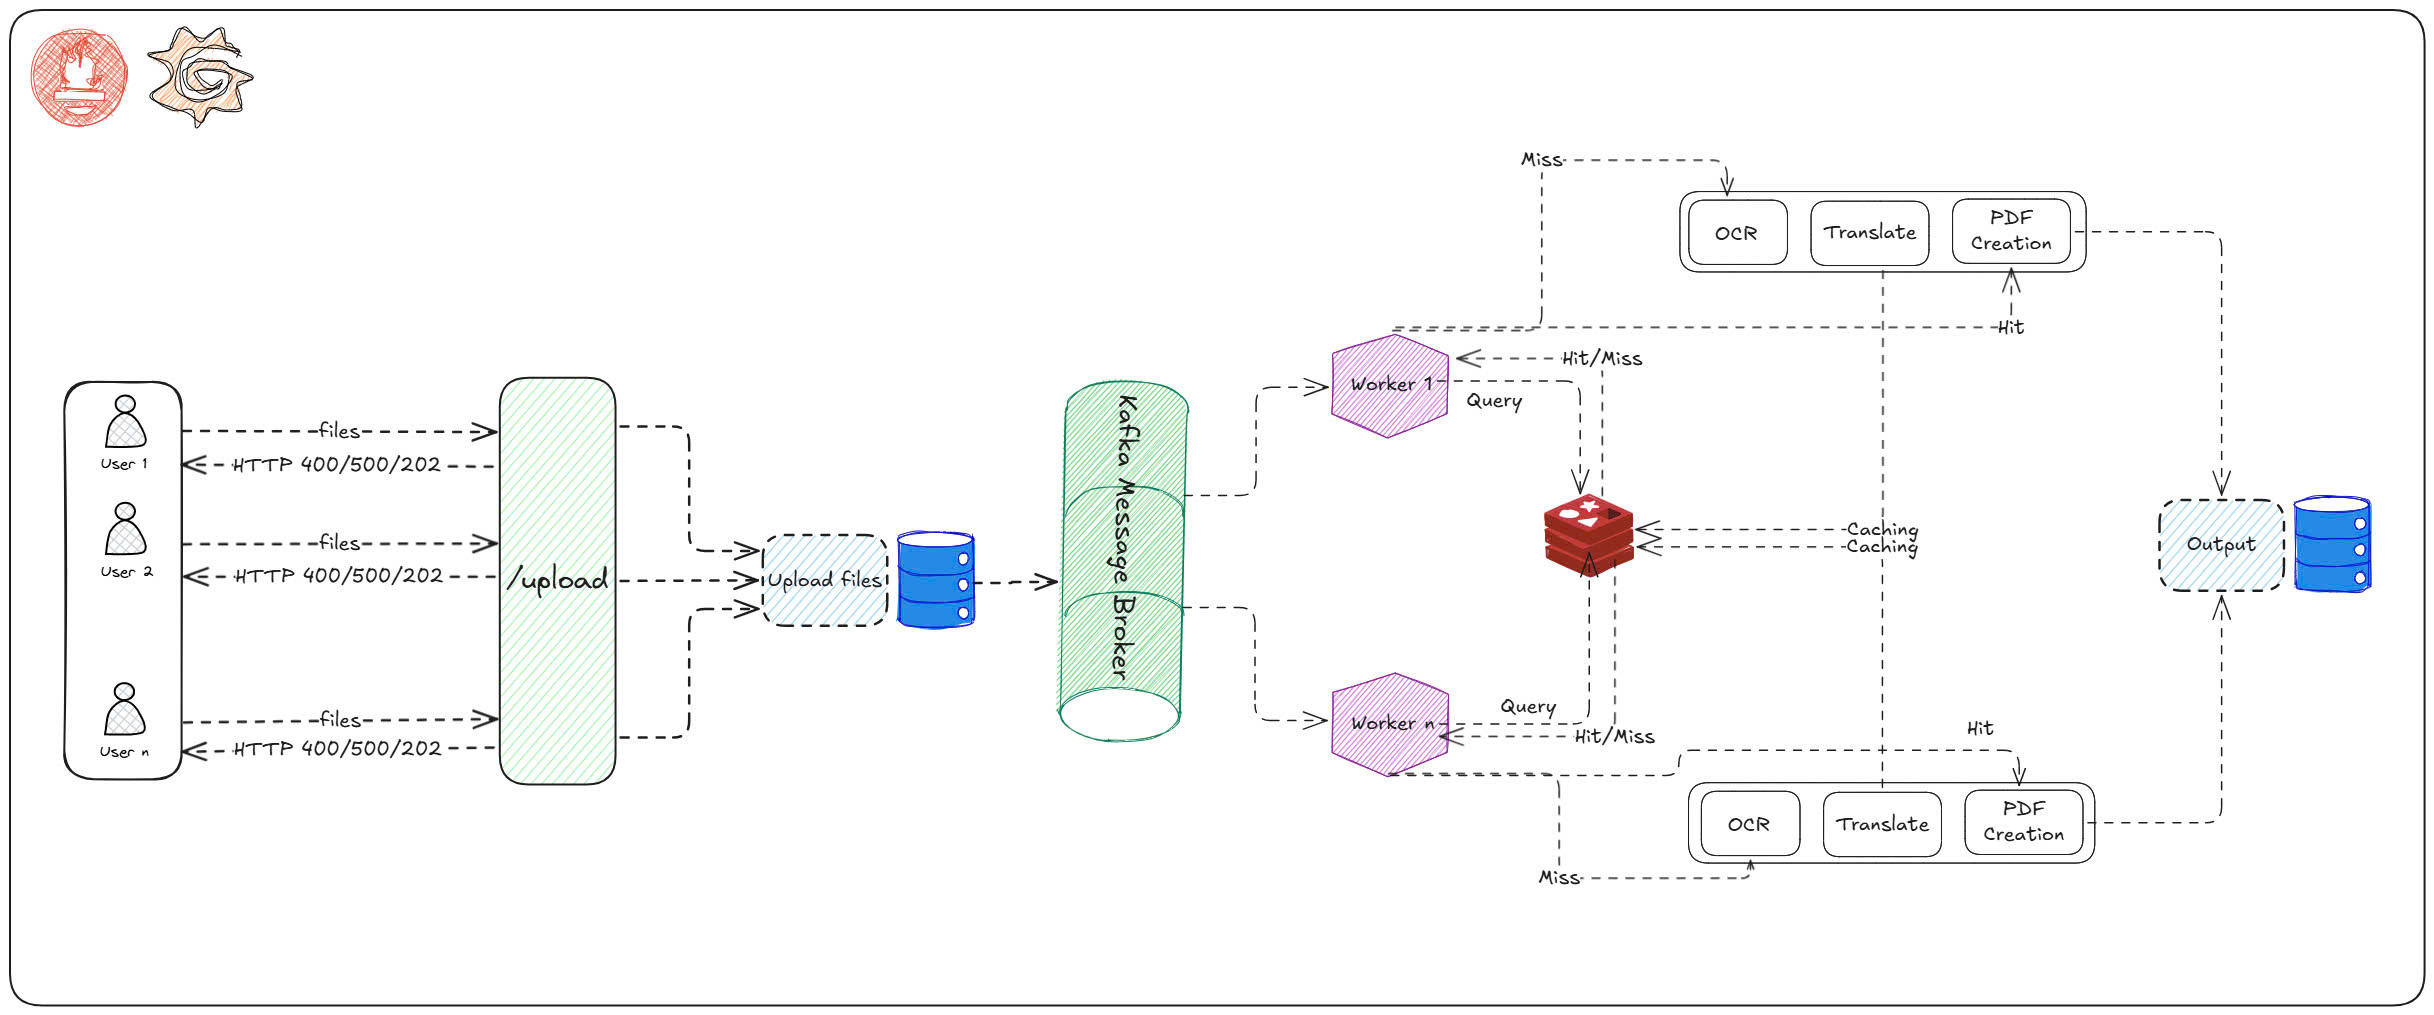 Miss
OCR
Translate
PDF
Creation
Hit
Hit/Miss
Worker 1
Query
User 1
files
HTTP 400/500/202
User 2
files
HTTP 400/500/202
User n
files
HTTP 400/500/202
/upload
Upload files
Kafka Message Broker
Caching
Caching
Output
Worker n
Query
Hit/Miss
Hit
OCR
Translate
PDF
Creation
Miss